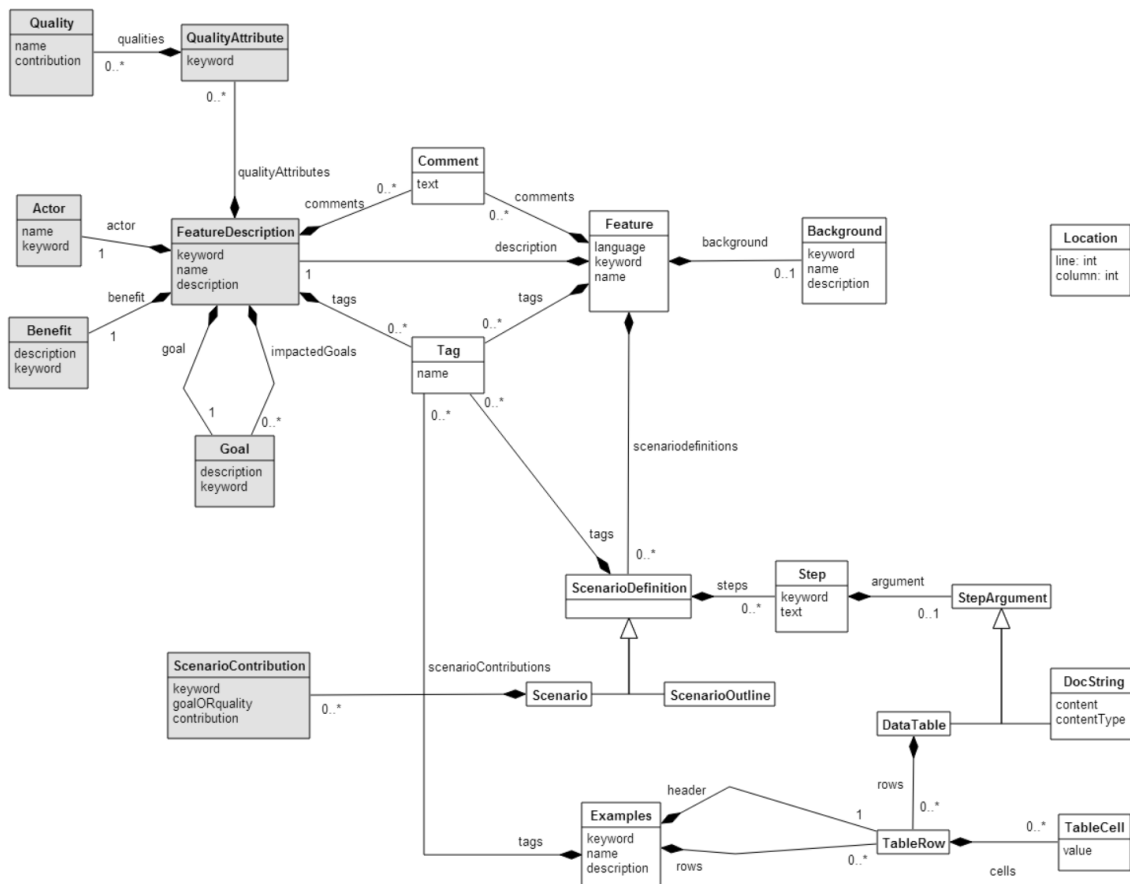 Quality
name
contribution
qualities
0..*
QualityAttribute
keyword
0..*
qualityAttributes
Comment
text
0..*
comments
comments
0..*
Actor
name
keyword
actor
1
FeatureDescription
keyword
name
description
description
1
Feature
language
keyword
name
background
0..1
Background
keyword
name
description
Location
line: int
column: int
benefit
1
Benefit
description
keyword
tags
0..*
tags
0..*
goal
impactedGoals
1
0..*
Goal
description
keyword
Tag
name
0..*
0..*
scenariodefinitions
tags
0..*
ScenarioDefinition
steps
0..*
Step
keyword
text
argument
0..1
StepArgument
ScenarioContribution
keyword
goalORquality
contribution
scenarioContributions
0..*
Scenario
ScenarioOutline
DocString
content
contentType
DataTable
rows
0..*
header
1
Examples
keyword
name
description
tags
rows
0..*
TableRow
0..*
cells
TableCell
value